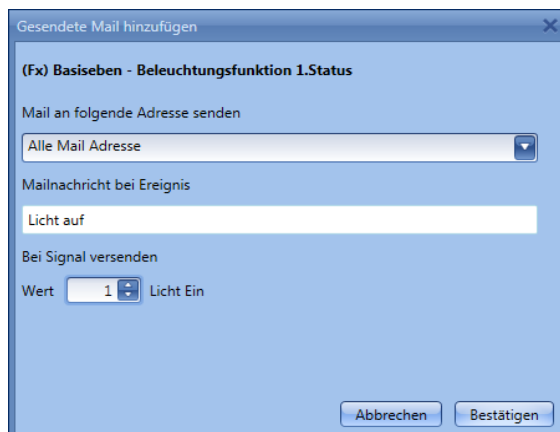 Gesendete Mail hinzufügen
(Fx) Basiseben - Beleuchtungsfunktion 1.Status
Mail an folgende Adresse senden
Alle Mail Adresse
Mailnachricht bei Ereignis
Licht auf
Bei Signal versenden
Wert 1 Licht Ein
Abbrechen Bestätigen